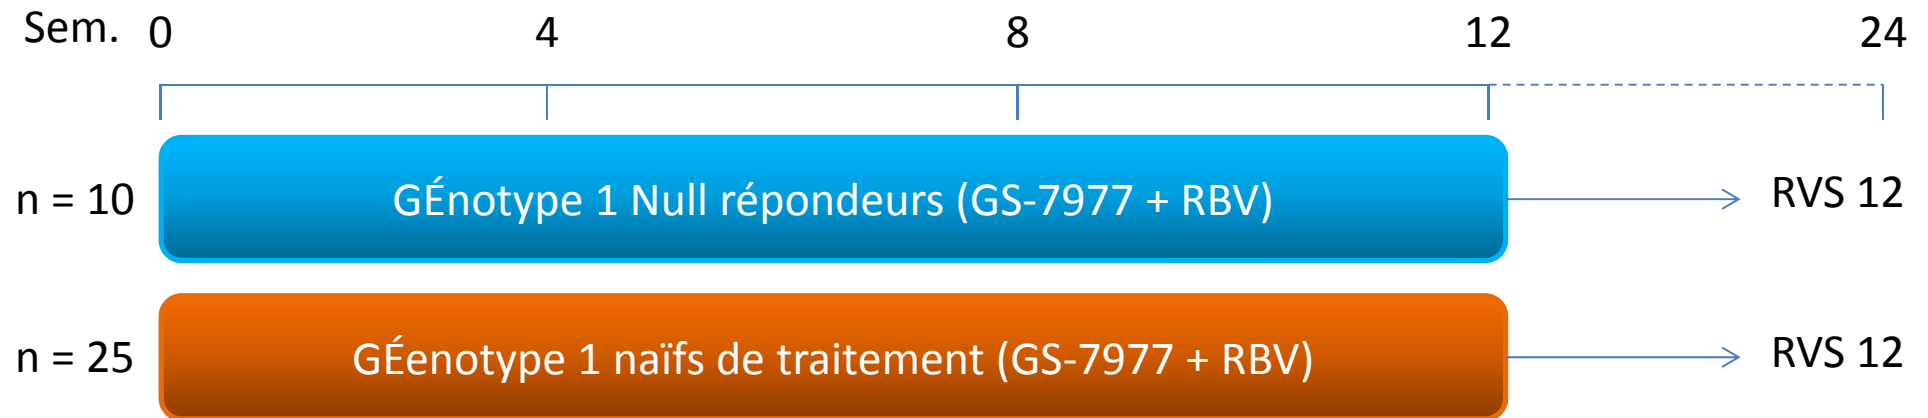 Sem. 0 4 8 12 24
n = 10 GÉnotype 1 Null répondeurs (GS-7977 + RBV) RVS 12
n = 25 GÉenotype 1 naïfs de traitement (GS-7977 + RBV) RVS 12